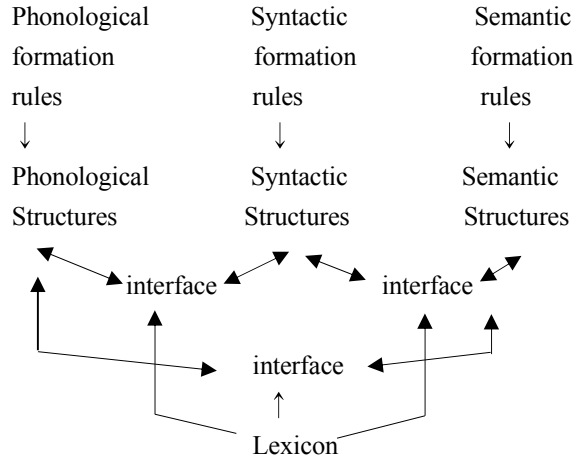 Phonological Syntactic Semantic
formation formation formation
rules rules rules
Phonological Syntactic Semantic
Structures Structures Structures
interface interface
interface
Lexicon